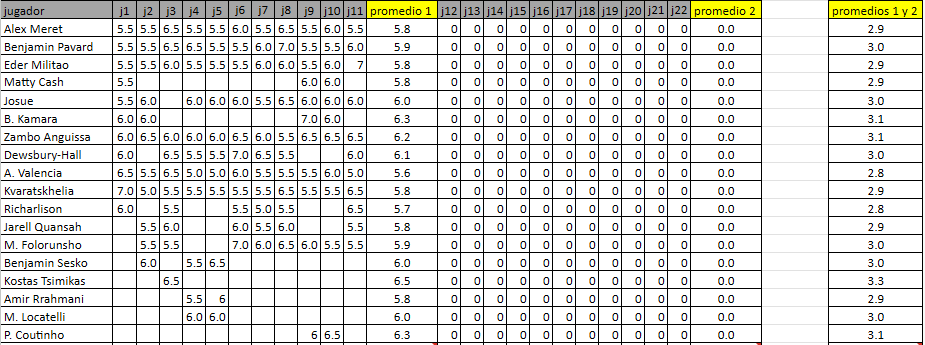 jugador j1 j2 j3 j4 j5 j6 j7 j8 j9 j10 j11 promedio 1 j12 j13 j14 j15 j16 j17 j18 j19 j20 j21 j22 promedio 2 promedios 1 y 2
Alex Meret 5.5 5.5 6.5 5.5 5.5 6.0 5.5 6.5 5.5 6.0 5.5 5.8 0 0 0 0 0 0 0 0 0 0 0 0.0 2.9
Benjamin Pavard 5.5 5.5 6.5 5.5 5.5 5.5 6.0 7.0 5.5 5.5 6.0 5.9 0 0 0 0 0 0 0 0 0 0 0 0.0 3.0
Eder Militao 5.5 5.5 6.0 5.5 5.5 5.5 6.0 6.0 5.5 6.0 7 5.8 0 0 0 0 0 0 0 0 0 0 0 0.0 2.9
Matty Cash 5.5 6.0 6.0 5.8 0 0 0 0 0 0 0 0 0 0 0 0.0 2.9
Josue 5.5 6.0 6.0 6.0 6.0 5.5 6.5 6.0 6.0 6.0 6.0 0 0 0 0 0 0 0 0 0 0 0 0.0 3.0
B. Kamara 6.0 6.0 7.0 6.0 6.3 0 0 0 0 0 0 0 0 0 0 0 0.0 3.1
Zambo Anguissa 6.0 6.5 6.0 6.0 6.0 6.5 6.0 5.5 6.5 6.5 6.5 6.2 0 0 0 0 0 0 0 0 0 0 0 0.0 3.1
Dewsbury-Hall 6.0 6.5 5.5 5.5 7.0 6.5 5.5 6.0 6.1 0 0 0 0 0 0 0 0 0 0 0 0.0 3.0
A. Valencia 6.5 5.5 6.5 5.0 5.0 6.0 5.5 5.5 5.5 6.0 5.0 5.6 0 0 0 0 0 0 0 0 0 0 0 0.0 2.8
Kvaratskhelia 7.0 5.0 5.5 5.5 5.5 5.5 5.5 6.5 5.5 5.5 6.5 5.8 0 0 0 0 0 0 0 0 0 0 0 0.0 2.9
Richarlison 6.0 5.5 5.5 5.0 5.5 6.5 5.7 0 0 0 0 0 0 0 0 0 0 0 0.0 2.8
Jarell Quansah 5.5 6.0 6.0 5.5 6.0 5.5 5.8 0 0 0 0 0 0 0 0 0 0 0 0.0 2.9
M. Folorunsho 5.5 5.5 7.0 6.0 6.5 6.0 5.5 5.5 5.9 0 0 0 0 0 0 0 0 0 0 0 0.0 3.0
Benjamin Sesko 6.0 5.5 6.5 6.0 0 0 0 0 0 0 0 0 0 0 0 0.0 3.0
Kostas Tsimikas 6.5 6.5 0 0 0 0 0 0 0 0 0 0 0 0.0 3.3
Amir Rrahmani 5.5 6 5.8 0 0 0 0 0 0 0 0 0 0 0 0.0 2.9
M. Locatelli 6.0 6.0 6.0 0 0 0 0 0 0 0 0 0 0 0 0.0 3.0
P. Coutinho 6 6.5 6.3 0 0 0 0 0 0 0 0 0 0 0 0.0 3.1